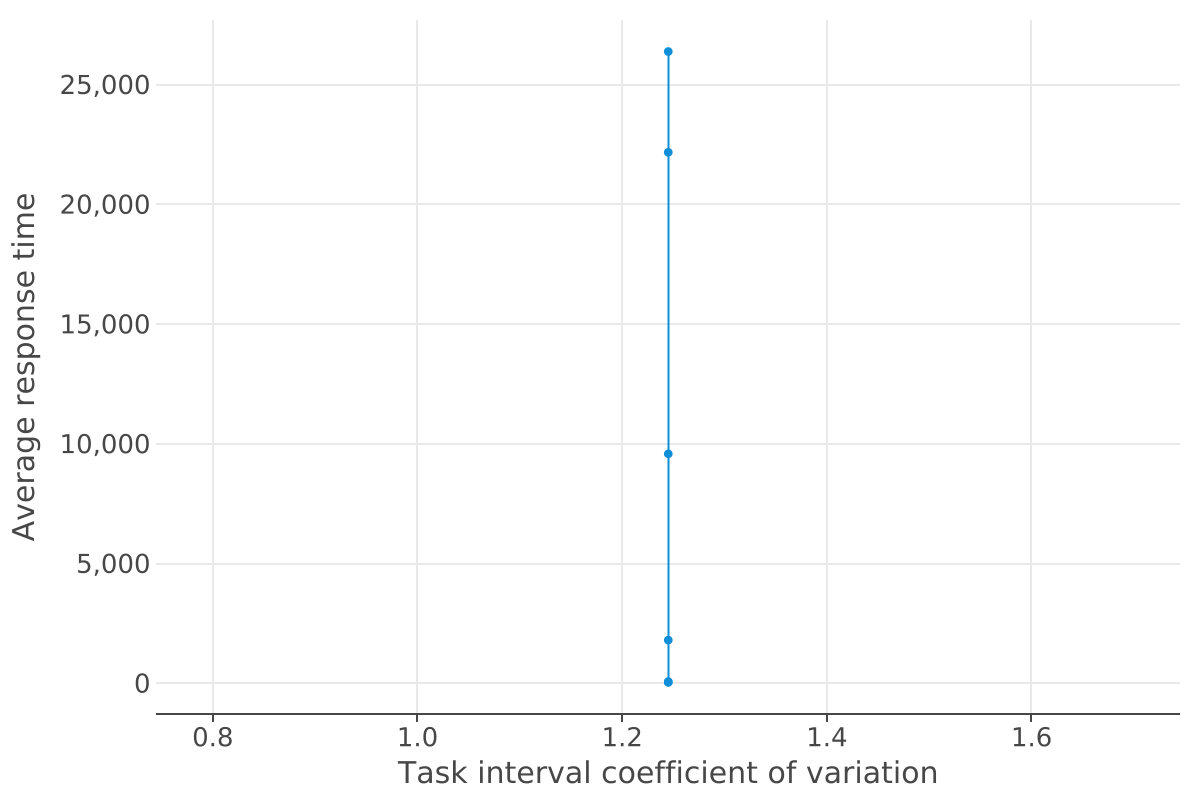 Average response time
25,000
20,000
15,000
10,000
5,000
0
0.8 1.0 1.2 1.4 1.6
Task interval coefficient of variation